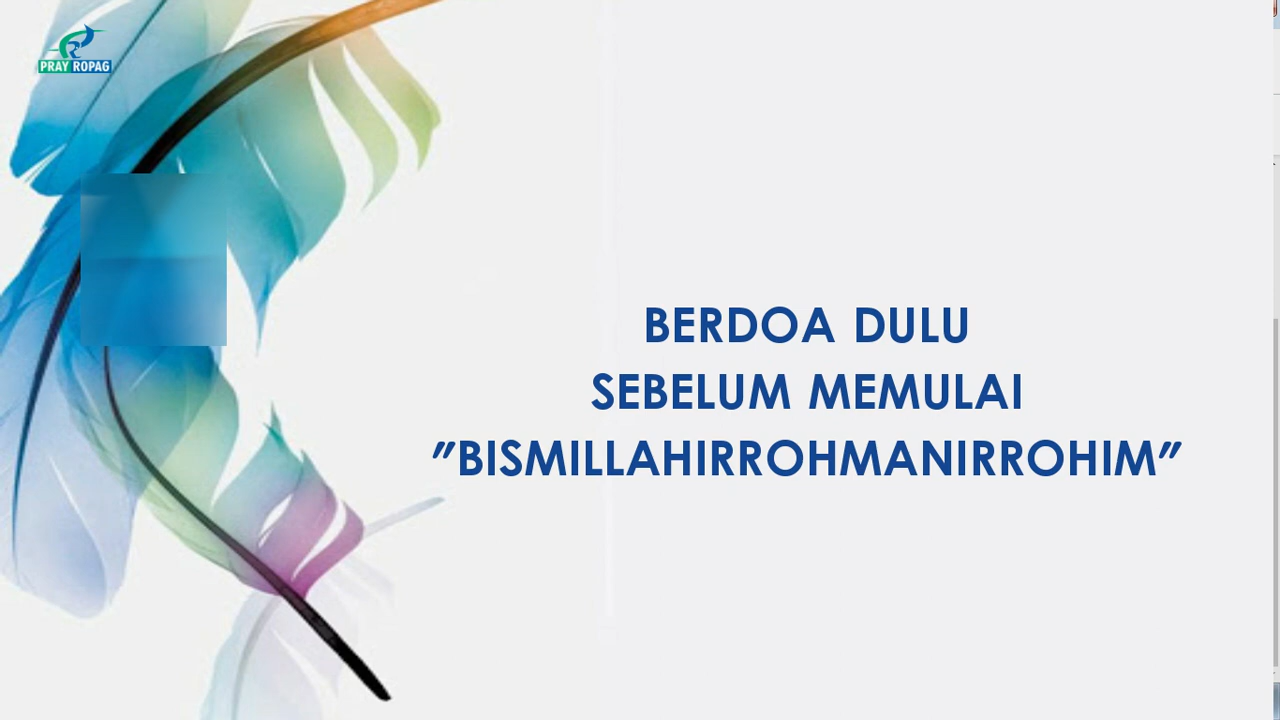 PRAY ROPAG
BERDOA DULU
SEBELUM MEMULAI
"BISMILLAHIRROHMANIRROHIM"